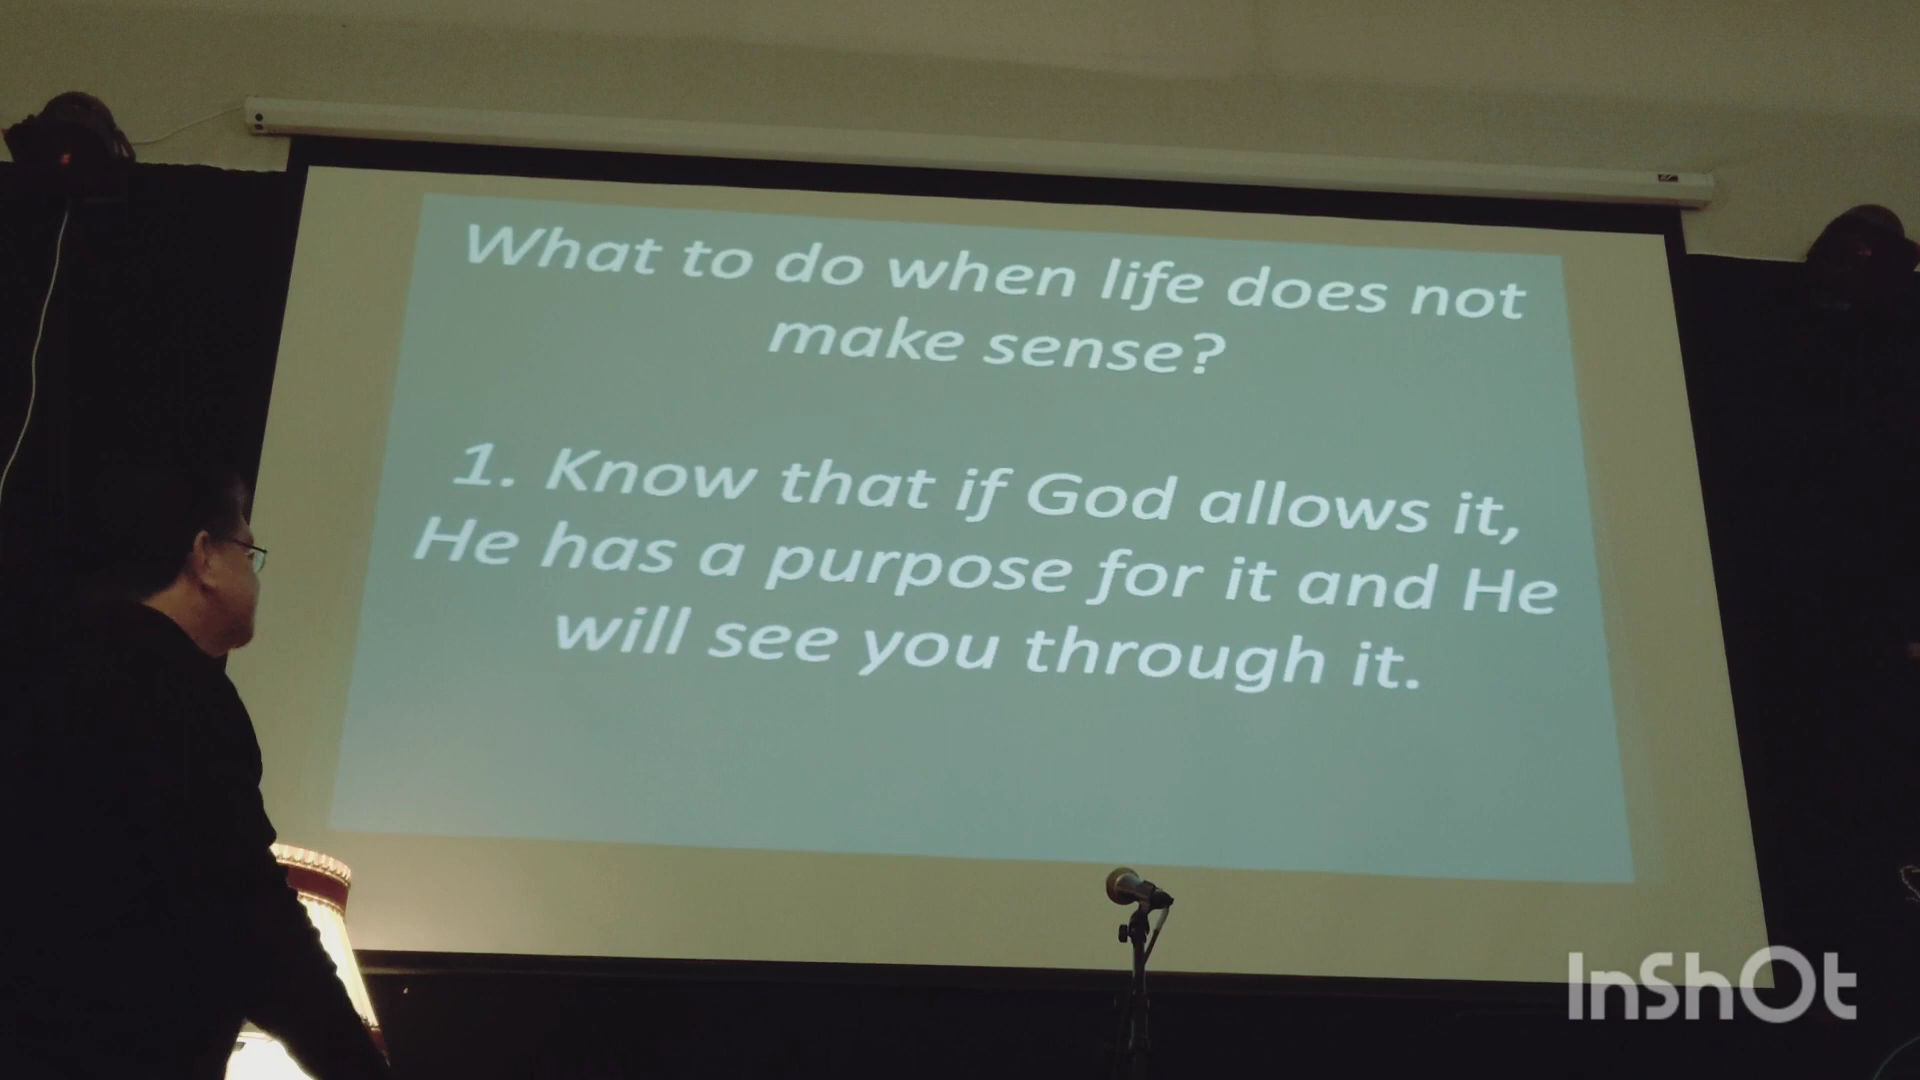 What to do when life does not
make sense?
1. Know that if God allows it,
He has a purpose for it and He
will see you through it.
InShOt